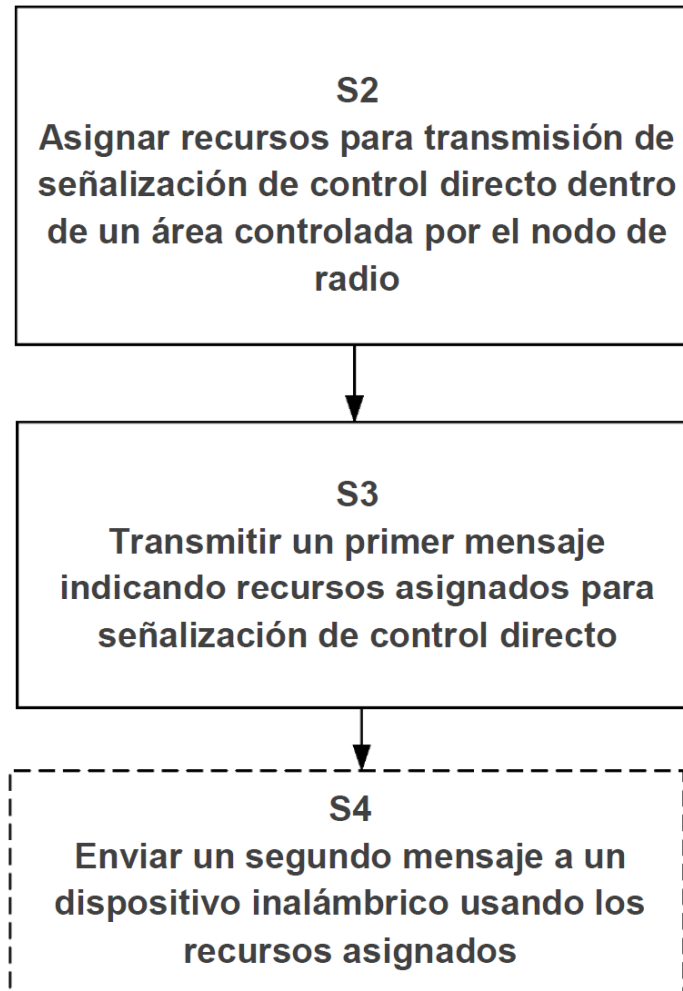 S2
Asignar recursos para transmisión de
señalización de control directo dentro
de un área controlada por el nodo de
radio
S3
Transmitir un primer mensaje
indicando recursos asignados para
señalización de control directo
S4
Enviar un segundo mensaje a un
dispositivo inalámbrico usando los
recursos asignados